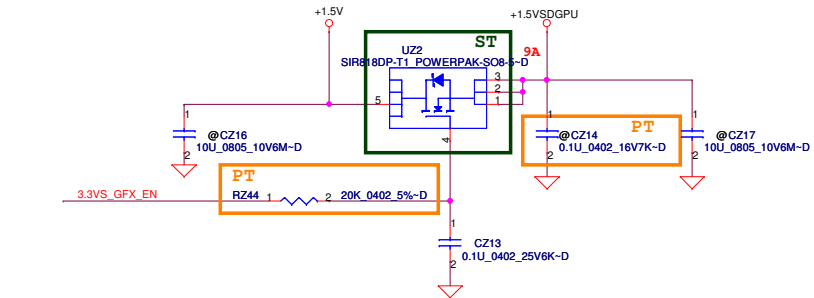 +1.5V
+1.5VSDGPU
ST
UZ2
9A
SIR818DP-T1_POWERPAK-SO8-5~D
3
2
5
1
4
1
@CZ16
10U_0805_10V6M~D
2
1
PT
@CZ14
0.1U_0402_16V7K~D
2
1
@CZ17
10U_0805_10V6M~D
2
PT
3.3VS_GFX_EN
RZ44
1
2
20K_0402_5%~D
1
CZ13
0.1U_0402_25V6K~D
2